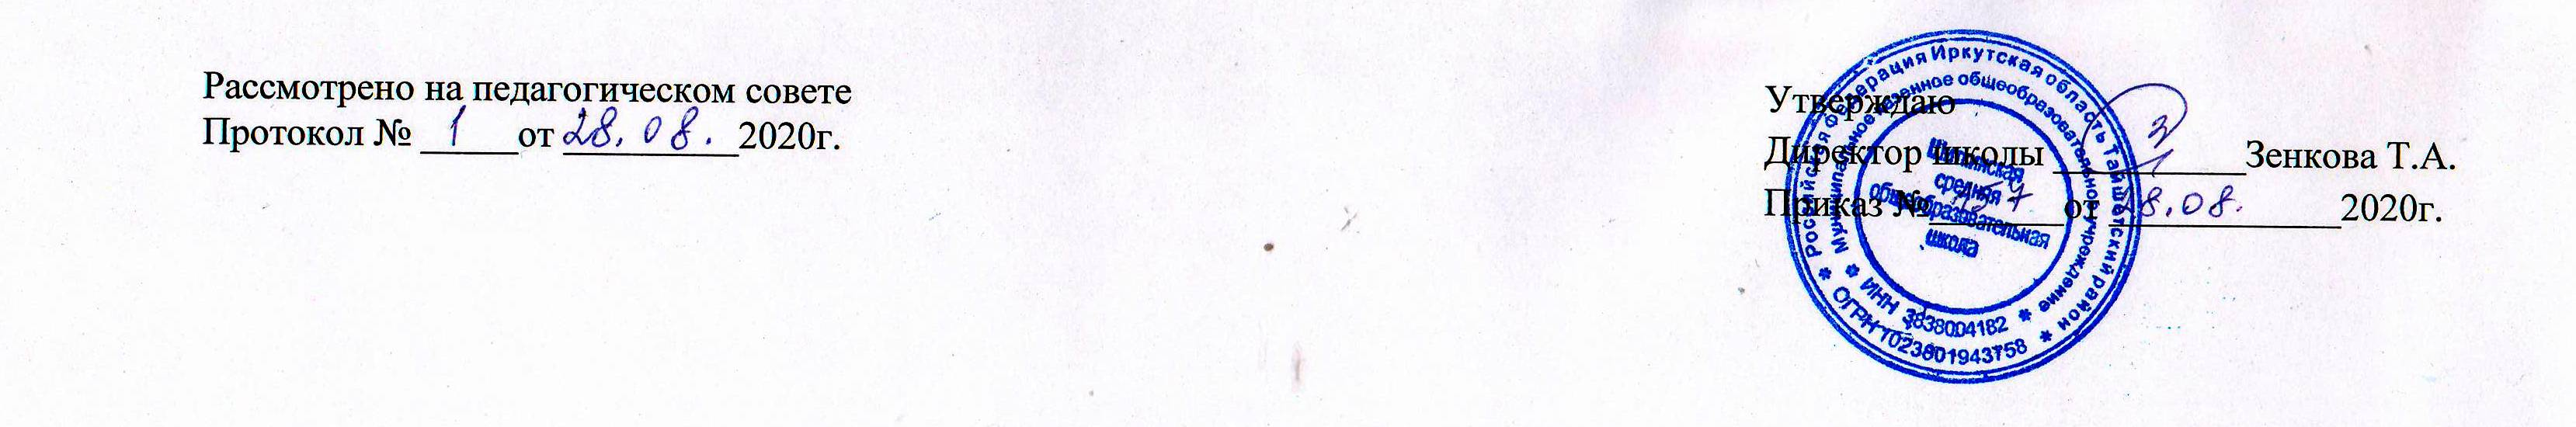 Рассмотрено на педагогическом совете
Протокол № 1 от 28.08. 2020г.
Утверждаю
Директор школы Зенкова Т.А.
Приказ № от 28.08. 2020г.
* Российская Федерация Иркутская область Тайшетский район *
Муниципальное казенное общеобразовательное учреждение
средняя
общеобразовательная
школа
* ИНН 3838004182 *
ОГРН 1023801943758